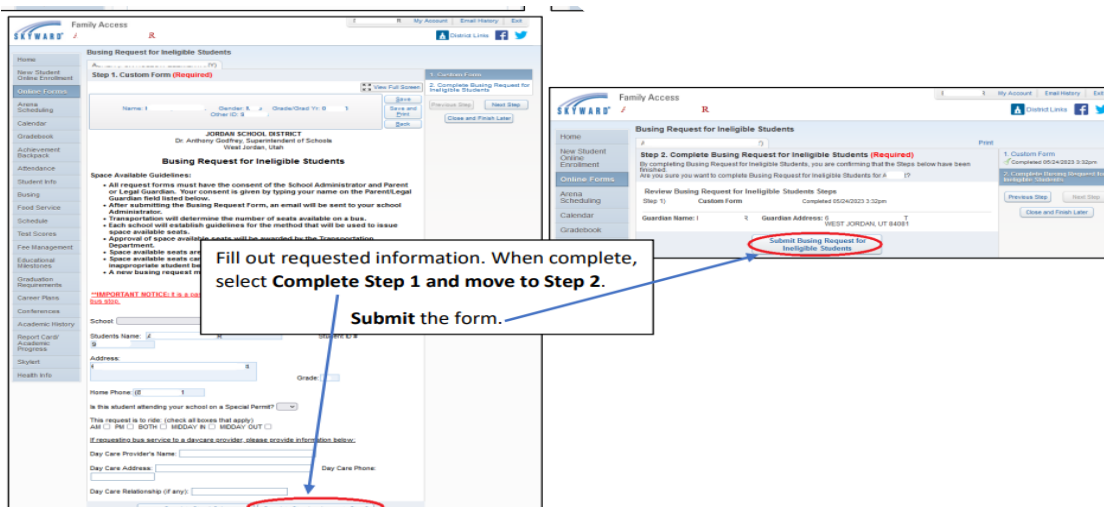 Family Access
My Account Email History Exit
SKYWARD
R
District Links
Home
New Student
Online Enrollment
Online Forms
Arena
Scheduling
Calendar
Gradebook
Achievement
Backpack
Attendance
Student Info
Busing
Food Service
Schedule
Test Scores
Fee Management
Educational
Milestones
Graduation
Requirements
Career Plans
Conferences
Academic History
Report Card/
Academic
Progress
Skylert
Health Info
Busing Request for Ineligible Students
Step 1. Custom Form (Required)
View Full Screen
Name: Gender: Grade/Grad Yr:
Other ID: 9
Save
Save and
Print
Back
1. Custom Form
2. Complete Busing Request for
Ineligible Students
Previous Step Next Step
Close and Finish Later
JORDAN SCHOOL DISTRICT
Dr. Anthony Godfrey, Superintendent of Schools
West Jordan, Utah
Busing Request for Ineligible Students
Space Available Guidelines:
• All request forms must have the consent of the School Administrator and Parent
or Legal Guardian. Your consent is given by typing your name on the Parent/Legal
Guardian field listed below.
• After submitting the Busing Request Form, an email will be sent to your school
Administrator.
• Transportation will determine the number of seats available on a bus.
• Each school will establish guidelines for the method that will be used to issue
space available seats.
• Approval of space available seats will be awarded by the Transportation
Department.
• Space available seats are
• Space available seats can
inappropriate student be
• A new busing request m
**IMPORTANT NOTICE: It is a
bus stop.
School:
Students Name: R Student ID #
9
Address:
Grade:
Home Phone:
Is this student attending your school on a Special Permit?
This request is to ride: (check all boxes that apply)
AM PM BOTH MIDDAY IN MIDDAY OUT
If requesting bus service to a daycare provider, please provide information below:
Day Care Provider's Name:
Day Care Address: Day Care Phone:
Day Care Relationship (if any):
Fill out requested information. When complete,
select Complete Step 1 and move to Step 2.
Submit the form.
Family Access
My Account Email History Exit
SKYWARD
R
District Links
Home
New Student
Online
Enrollment
Online Forms
Arena
Scheduling
Calendar
Gradebook
Busing Request for Ineligible Students
Print
Step 2. Complete Busing Request for Ineligible Students (Required)
By completing Busing Request for Ineligible Students, you are confirming that the Steps below have been
finished.
Are you sure you want to complete Busing Request for Ineligible Students for A ?
Review Busing Request for Ineligible Students Steps
Step 1) Custom Form Completed 05/24/2023 3:32pm
Guardian Name: Guardian Address:
WEST JORDAN, UT 84081
Submit Busing Request for
Ineligible Students
1. Custom Form
Completed 05/24/2023 3:32pm
2. Complete Busing Request for
Ineligible Students
Previous Step Next Step
Close and Finish Later